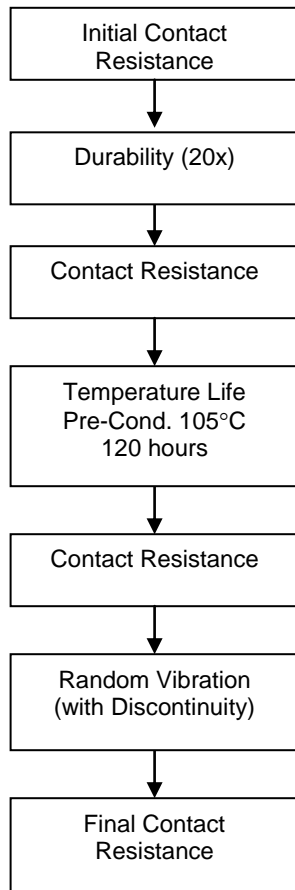 Initial Contact
Resistance
Durability (20x)
Contact Resistance
Temperature Life
Pre-Cond. 105°C
120 hours
Contact Resistance
Random Vibration
(with Discontinuity)
Final Contact
Resistance